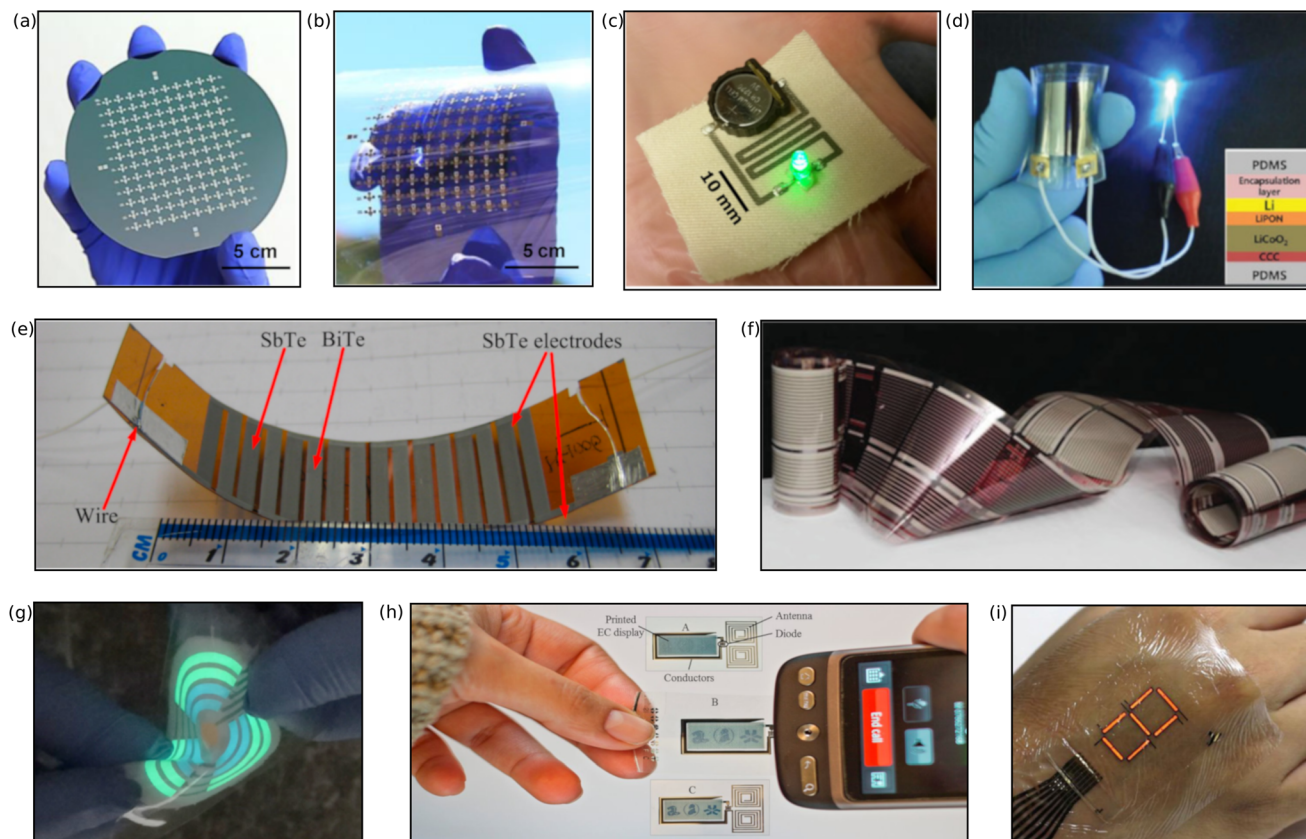 (a)
5 cm
(b)
5 cm
(c)
10 mm
(d)
PDMS
Encapsulation
layer
Li
LiPON
LiCoO₂
CCC
PDMS
(e)
SbTe
BiTe
SbTe electrodes
Wire
CM
0 1 2 3 4 5 6 7 8
(f)
(g)
(h)
Printed
EC display
A
Antenna
Diode
Conductors
B
C
End call
(i)